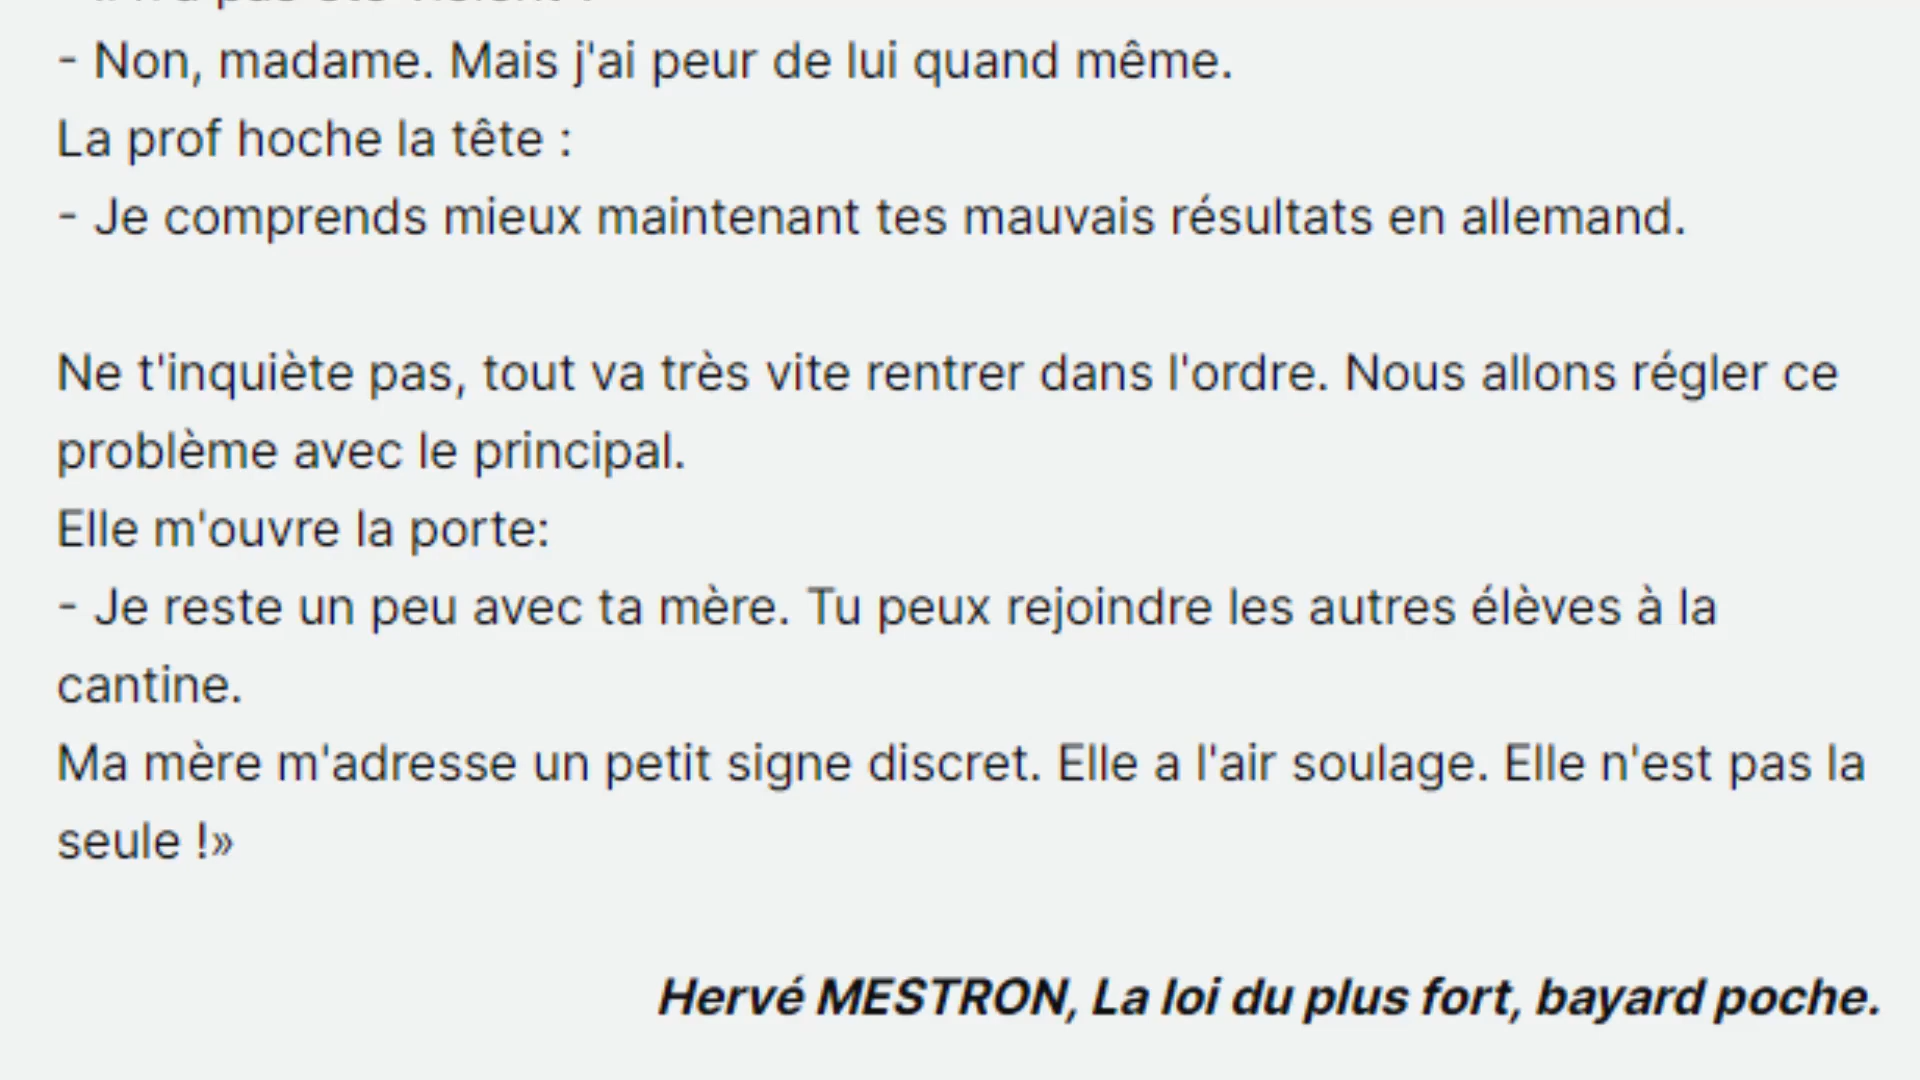 - Non, madame. Mais j'ai peur de lui quand même.
La prof hoche la tête :
- Je comprends mieux maintenant tes mauvais résultats en allemand.
Ne t'inquiète pas, tout va très vite rentrer dans l'ordre. Nous allons régler ce
problème avec le principal.
Elle m'ouvre la porte:
- Je reste un peu avec ta mère. Tu peux rejoindre les autres élèves à la
cantine.
Ma mère m'adresse un petit signe discret. Elle a l'air soulage. Elle n'est pas la
seule !»
Hervé MESTRON, La loi du plus fort, bayard poche.